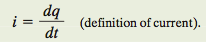 i = dq/dt (definition of current).